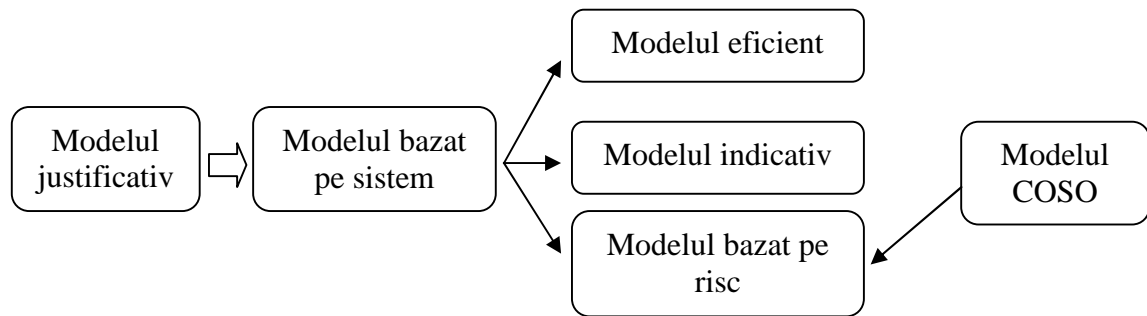 Modelul
justificativ
Modelul bazat
pe sistem
Modelul eficient
Modelul indicativ
Modelul bazat pe
risc
Modelul
COSO